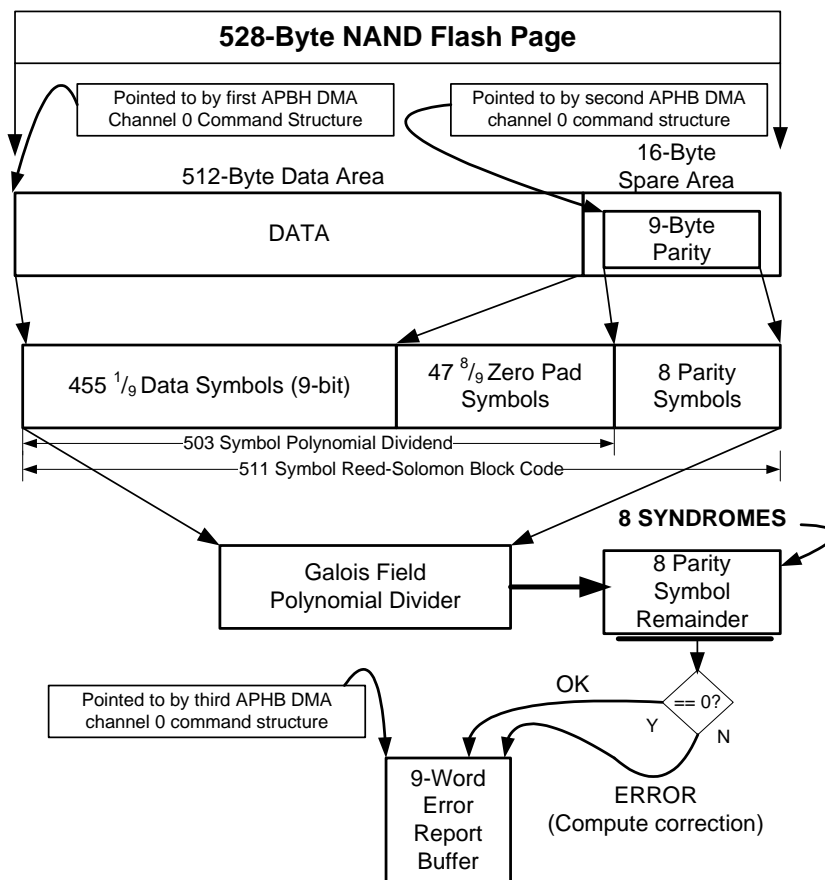 528-Byte NAND Flash Page
Pointed to by first APBH DMA
Channel 0 Command Structure
Pointed to by second APHB DMA
channel 0 command structure
512-Byte Data Area
16-Byte
Spare Area
DATA
9-Byte
Parity
455 1/9 Data Symbols (9-bit)
47 8/9 Zero Pad
Symbols
8 Parity
Symbols
503 Symbol Polynomial Dividend
511 Symbol Reed-Solomon Block Code
8 SYNDROMES
Galois Field
Polynomial Divider
8 Parity
Symbol
Remainder
Pointed to by third APHB DMA
channel 0 command structure
OK
== 0?
Y
N
9-Word
Error
Report
Buffer
ERROR
(Compute correction)